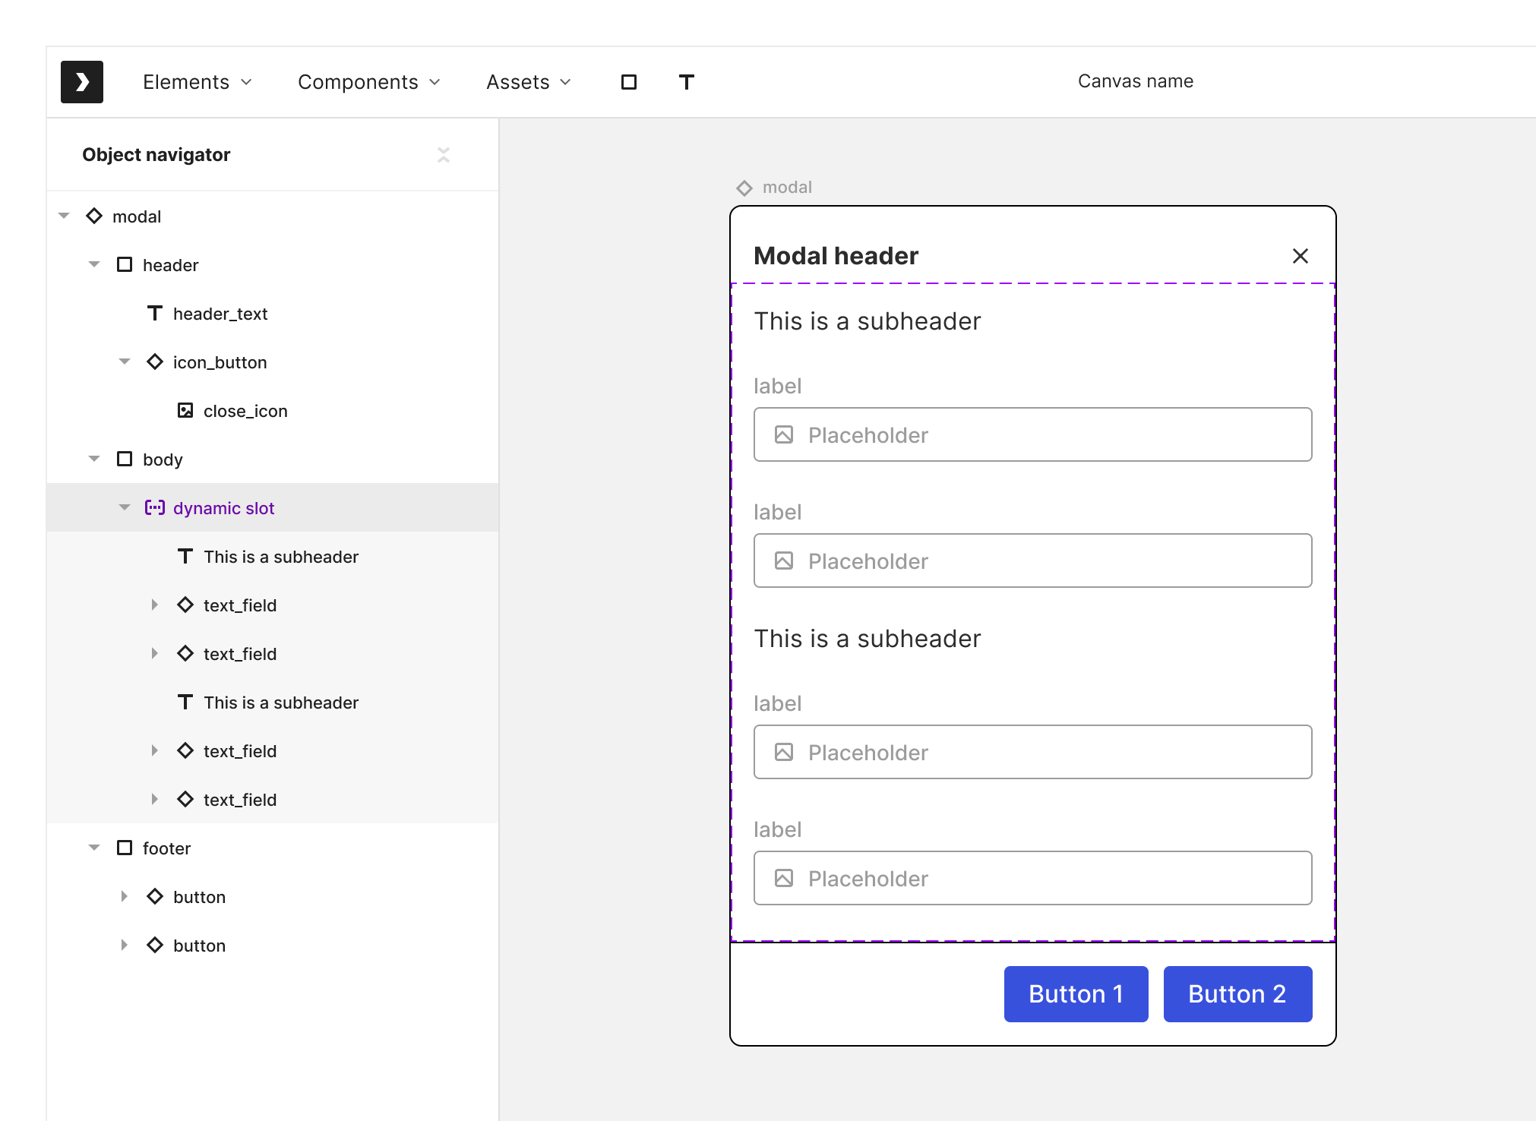 Elements
Components
Assets
Canvas name
Object navigator
modal
header
header_text
icon_button
close_icon
body
dynamic slot
This is a subheader
text_field
text_field
This is a subheader
text_field
text_field
footer
button
button
modal
Modal header
This is a subheader
label
Placeholder
label
Placeholder
This is a subheader
label
Placeholder
label
Placeholder
Button 1
Button 2